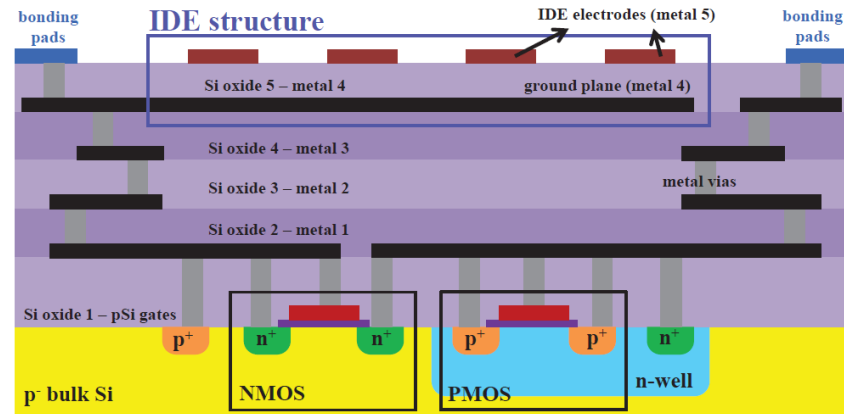 bonding
pads
IDE structure
IDE electrodes (metal 5)
bonding
pads
Si oxide 5 – metal 4
ground plane (metal 4)
Si oxide 4 – metal 3
Si oxide 3 – metal 2
metal vias
Si oxide 2 – metal 1
Si oxide 1 – pSi gates
p+
n+
n+
p+
p+
n+
p- bulk Si
NMOS
PMOS
n-well